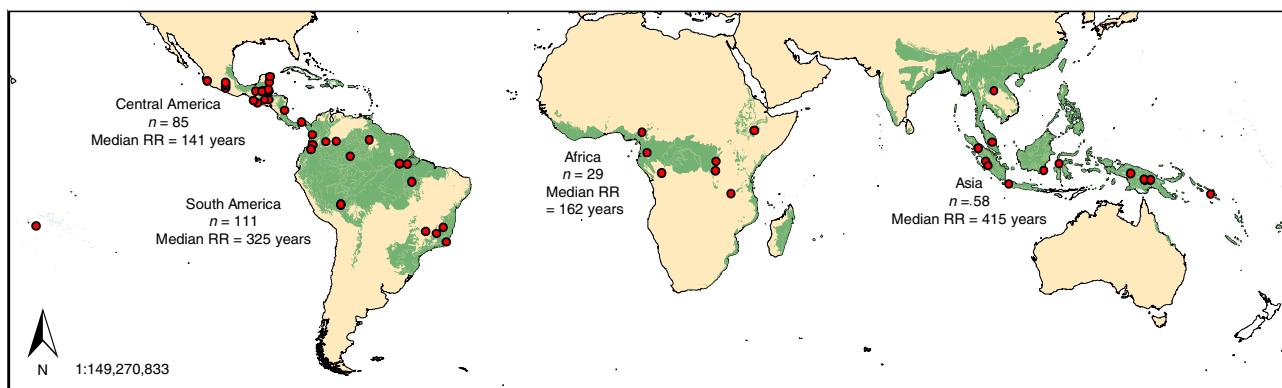 Central America
n = 85
Median RR = 141 years
South America
n = 111
Median RR = 325 years
Africa
n = 29
Median RR
= 162 years
Asia
n = 58
Median RR = 415 years
N
1:149,270,833